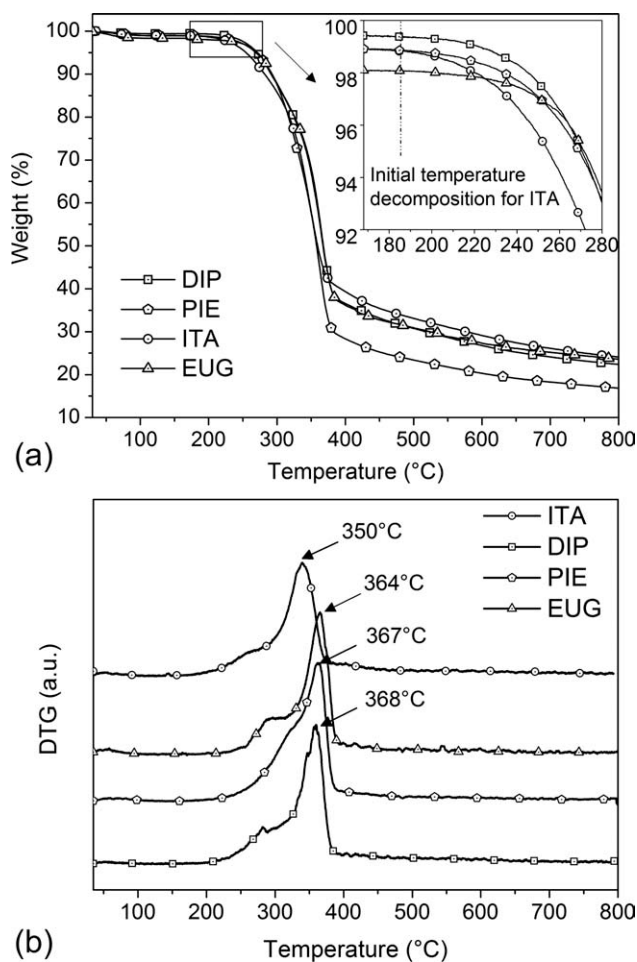 100
90
80
70
60
50
40
30
20
10
Weight (%)
100
98
96
94
92
Initial temperature
decomposition for ITA
180 200 220 240 260 280
DIP
PIE
ITA
EUG
100 200 300 400 500 600 700 800
(a)
Temperature (°C)
350°C
364°C
367°C
368°C
ITA
DIP
PIE
EUG
DTG (a.u.)
100 200 300 400 500 600 700 800
(b)
Temperature (°C)